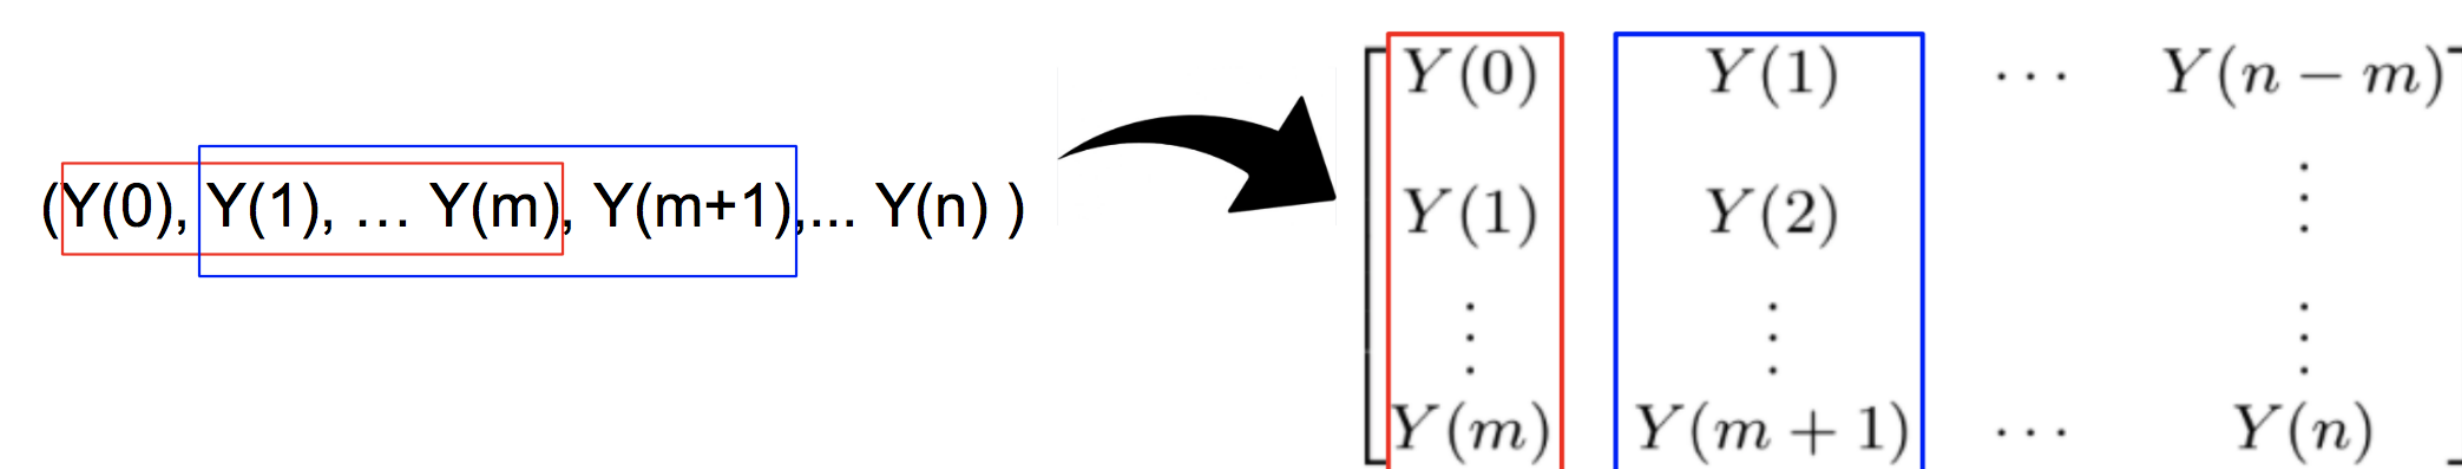 (Y(0), Y(1), ... Y(m), Y(m+1),... Y(n) )
Y(0) Y(1) ⋯ Y(n − m)
Y(1) Y(2) ⋮
⋮ ⋮ ⋮
Y(m) Y(m + 1) ⋯ Y(n)